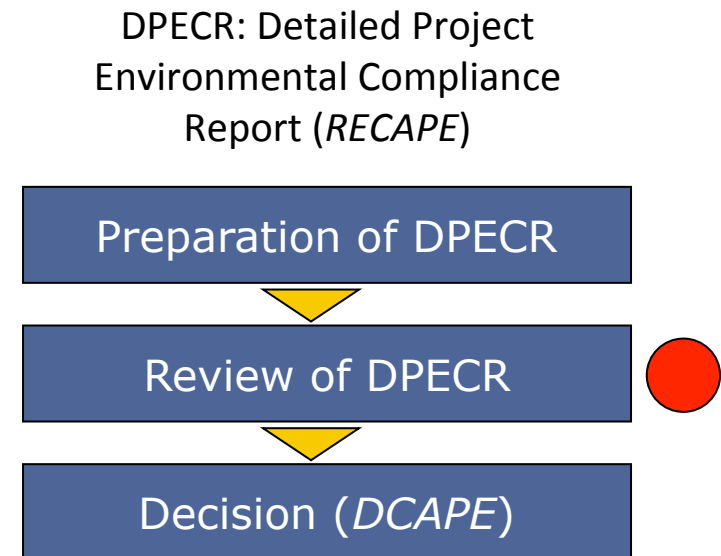 DPECR: Detailed Project
Environmental Compliance
Report (RECAPE)
Preparation of DPECR
Review of DPECR
Decision (DCAPE)